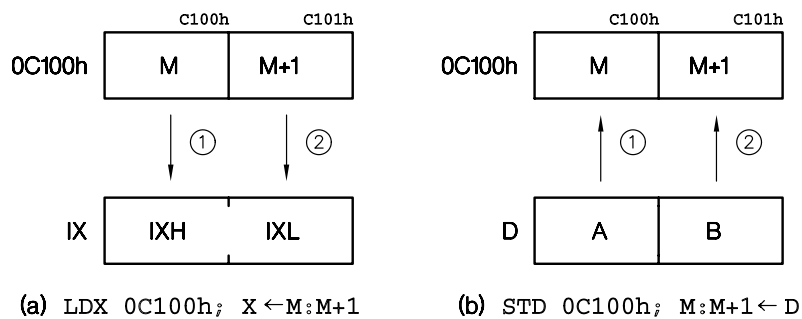 C100h C101h C100h C101h
0C100h M M+1 0C100h M M+1
① ② ① ②
IX IXH IXL D A B
(a) LDX 0C100h; X←M:M+1 (b) STD 0C100h; M:M+1←D